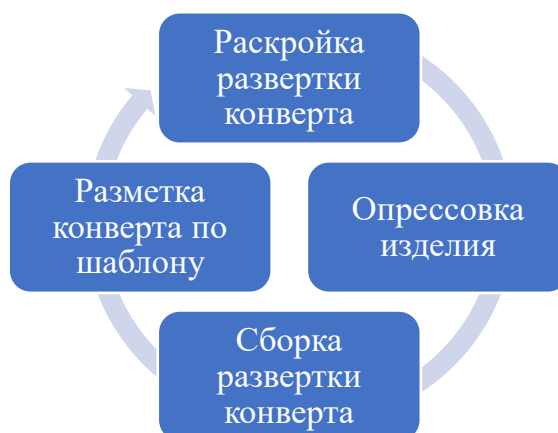 Раскройка
развертки
конверта
Опрессовка
изделия
Сборка
развертки
конверта
Разметка
конверта по
шаблону